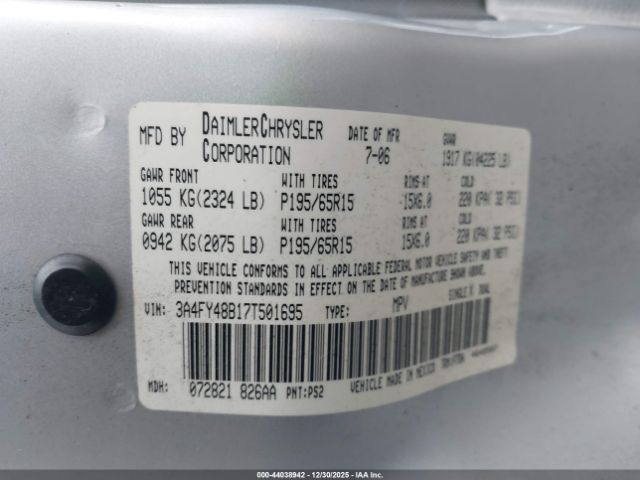 MFD BY DAIMLERCHRYSLER CORPORATION
DATE OF MFR 7-06
GVWR 1917 KG(04225 LB)
GAWR FRONT WITH TIRES RIMS AT COLD
1055 KG(2324 LB) P195/65R15 15X6.0 220 KPA( 32 PSI)
GAWR REAR WITH TIRES RIMS AT COLD
0942 KG(2075 LB) P195/65R15 15X6.0 220 KPA( 32 PSI)
THIS VEHICLE CONFORMS TO ALL APPLICABLE FEDERAL MOTOR VEHICLE SAFETY AND THEFT
PREVENTION STANDARDS IN EFFECT ON THE DATE OF MANUFACTURE SHOWN ABOVE.
VIN: 3A4FY48B17T501695 TYPE: MPV SINGLE X DUAL
MDH: 072821 826AA PNT:PS2 VEHICLE MADE IN MEXICO
000-44038942 - 12/30/2025 - IAA Inc.